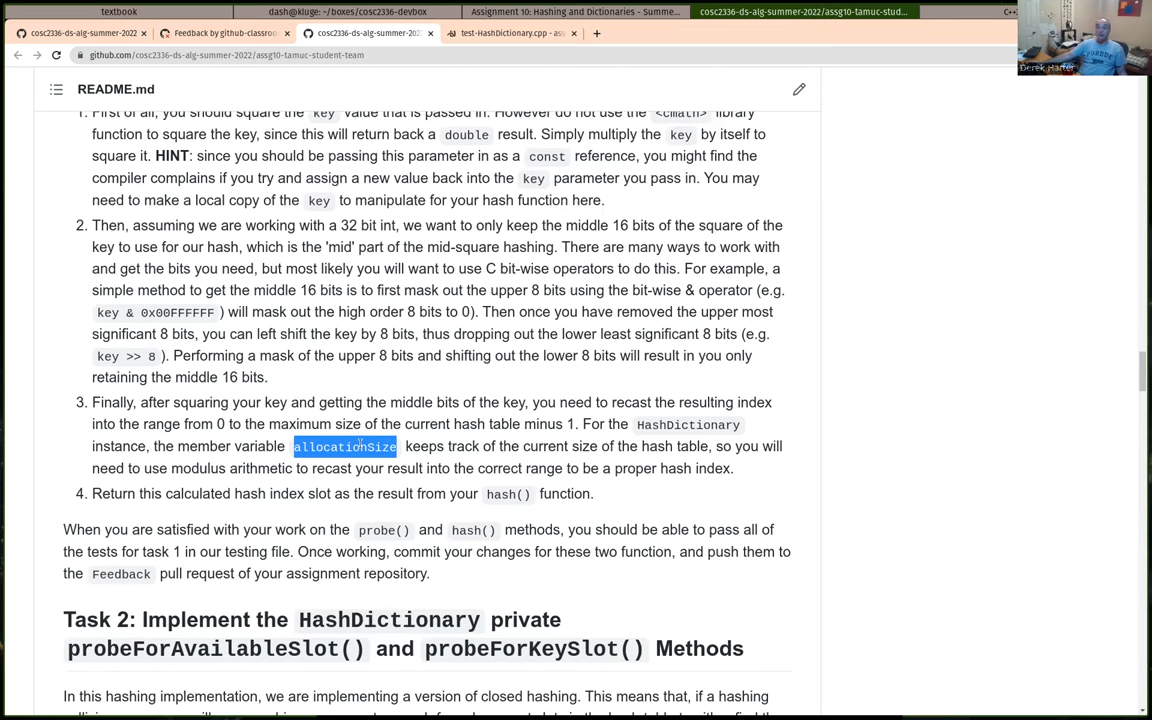 textbook
dash@kluge: ~/boxes/cosc2336-devbox
Assignment 10: Hashing and Dictionaries - Summe...
cosc2336-ds-alg-summer-2022/assg10-tamuc-stud...
C++
cosc2336-ds-alg-summer-2022
Feedback by github-classroo
cosc2336-ds-alg-summer-2022
test-HashDictionary.cpp - ass
github.com/cosc2336-ds-alg-summer-2022/assg10-tamuc-student-team
Derek Harter
README.md
1. First of all, you should square the key value that is passed in. However do not use the <cmath> library
function to square the key, since this will return back a double result. Simply multiply the key by itself to
square it. HINT: since you should be passing this parameter in as a const reference, you might find the
compiler complains if you try and assign a new value back into the key parameter you pass in. You may
need to make a local copy of the key to manipulate for your hash function here.
2. Then, assuming we are working with a 32 bit int, we want to only keep the middle 16 bits of the square of the
key to use for our hash, which is the 'mid' part of the mid-square hashing. There are many ways to work with
and get the bits you need, but most likely you will want to use C bit-wise operators to do this. For example, a
simple method to get the middle 16 bits is to first mask out the upper 8 bits using the bit-wise & operator (e.g.
key & 0x00FFFFFF ) will mask out the high order 8 bits to 0). Then once you have removed the upper most
significant 8 bits, you can left shift the key by 8 bits, thus dropping out the lower least significant 8 bits (e.g.
key >> 8 ). Performing a mask of the upper 8 bits and shifting out the lower 8 bits will result in you only
retaining the middle 16 bits.
3. Finally, after squaring your key and getting the middle bits of the key, you need to recast the resulting index
into the range from 0 to the maximum size of the current hash table minus 1. For the HashDictionary
instance, the member variable allocationSize keeps track of the current size of the hash table, so you will
need to use modulus arithmetic to recast your result into the correct range to be a proper hash index.
4. Return this calculated hash index slot as the result from your hash() function.
When you are satisfied with your work on the probe() and hash() methods, you should be able to pass all of
the tests for task 1 in our testing file. Once working, commit your changes for these two function, and push them to
the Feedback pull request of your assignment repository.
Task 2: Implement the HashDictionary private
probeForAvailableSlot() and probeForKeySlot() Methods
In this hashing implementation, we are implementing a version of closed hashing. This means that, if a hashing